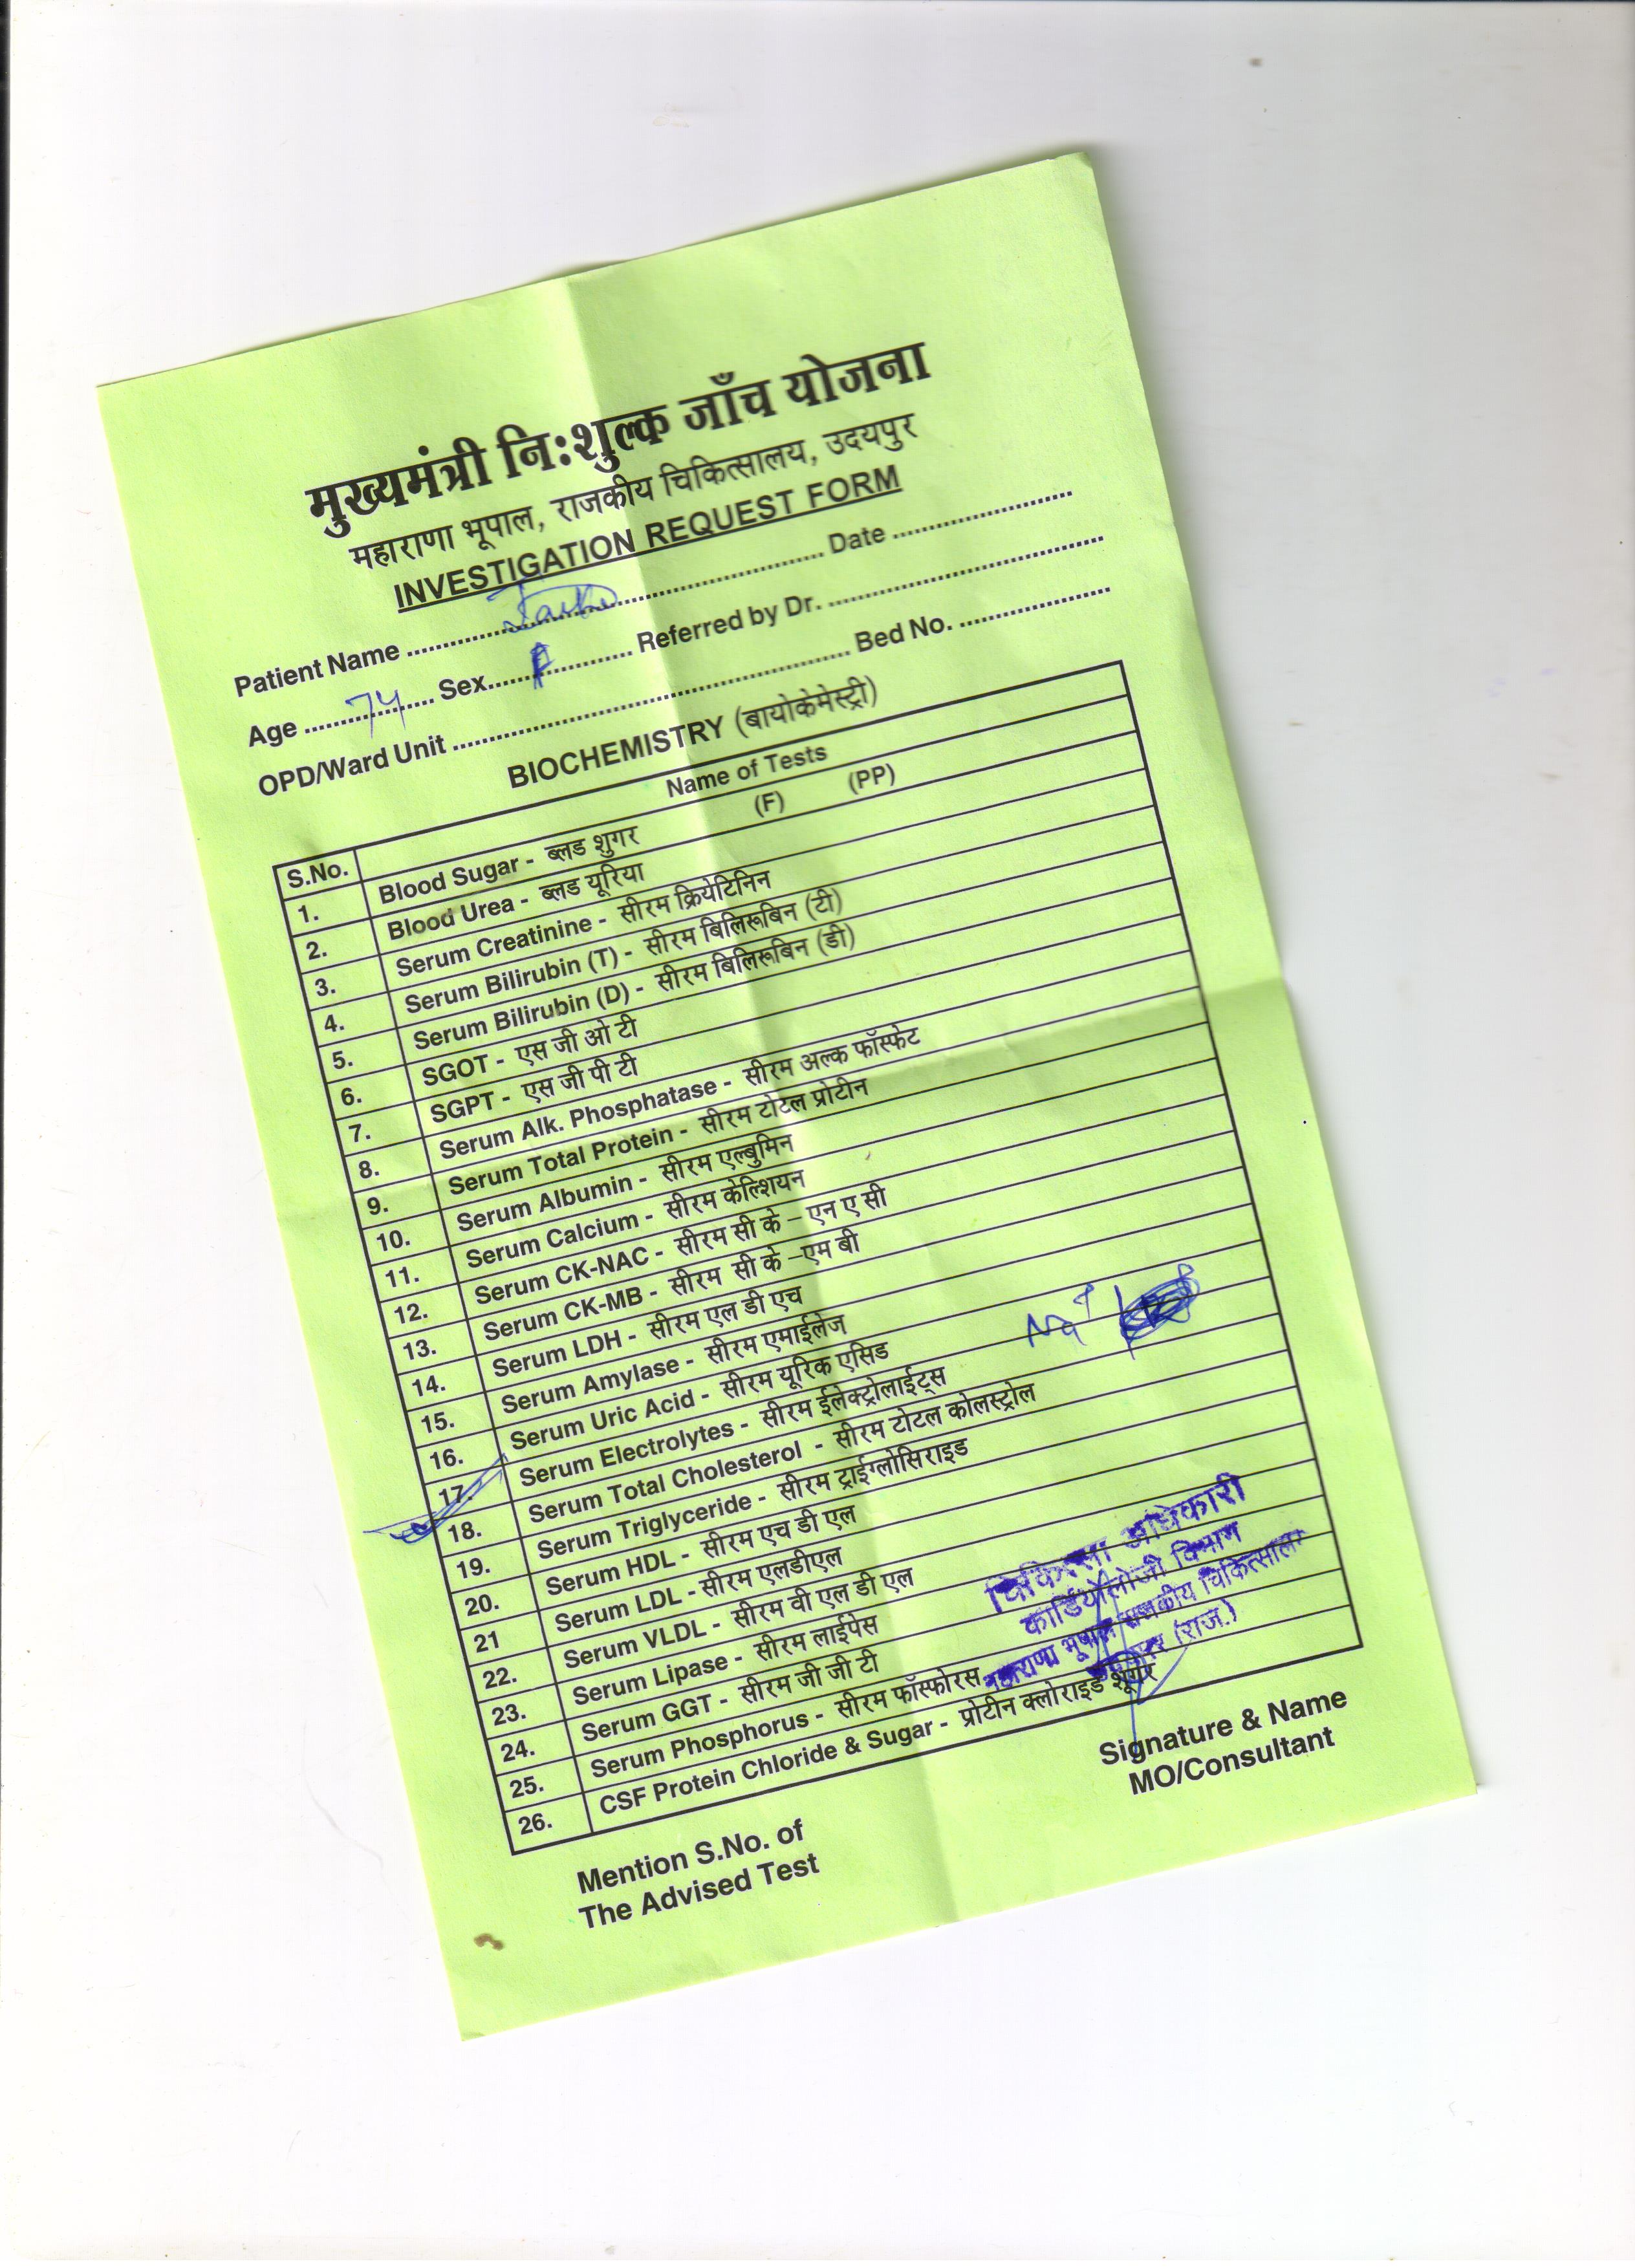 मुख्यमंत्री नि:शुल्क जाँच योजना
महाराणा भूपाल, राजकीय चिकित्सालय, उदयपुर
INVESTIGATION REQUEST FORM
Patient Name ........................ Date ........................
Age ..... 74 ..... Sex..... F ..... Referred by Dr. ........................
OPD/Ward Unit ........................ Bed No. ........................
BIOCHEMISTRY (बायोकेमेस्ट्री)
S.No. Name of Tests
1. Blood Sugar - ब्लड शुगर (F) (PP)
2. Blood Urea - ब्लड यूरिया
3. Serum Creatinine - सीरम क्रियेटिनिन
4. Serum Bilirubin (T) - सीरम बिलिरूबिन (टी)
5. Serum Bilirubin (D) - सीरम बिलिरूबिन (डी)
6. SGOT - एस जी ओ टी
7. SGPT - एस जी पी टी
8. Serum Alk. Phosphatase - सीरम अल्क फॉस्फेट
9. Serum Total Protein - सीरम टोटल प्रोटीन
10. Serum Albumin - सीरम एल्बुमिन
11. Serum Calcium - सीरम केल्शियन
12. Serum CK-NAC - सीरम सी के – एन ए सी
13. Serum CK-MB - सीरम सी के –एम बी
14. Serum LDH - सीरम एल डी एच
15. Serum Amylase - सीरम एमाईलेज
16. Serum Uric Acid - सीरम यूरिक एसिड
17. Serum Electrolytes - सीरम ईलेक्ट्रोलाईट्स Na
18. Serum Total Cholesterol - सीरम टोटल कोलस्ट्रोल
19. Serum Triglyceride - सीरम ट्राईग्लोसिराइड
20. Serum HDL - सीरम एच डी एल
21 Serum LDL - सीरम एलडीएल
22. Serum VLDL - सीरम वी एल डी एल
23. Serum Lipase - सीरम लाईपेस
24. Serum GGT - सीरम जी जी टी
25. Serum Phosphorus - सीरम फॉस्फोरस
26. CSF Protein Chloride & Sugar - प्रोटीन क्लोराइड शूगर
चिकित्सा अधिकारी
कार्डियोलोजी विभाग
महाराणा भूपाल राजकीय चिकित्सालय
उदयपुर (राज.)
Mention S.No. of
The Advised Test
Signature & Name
MO/Consultant